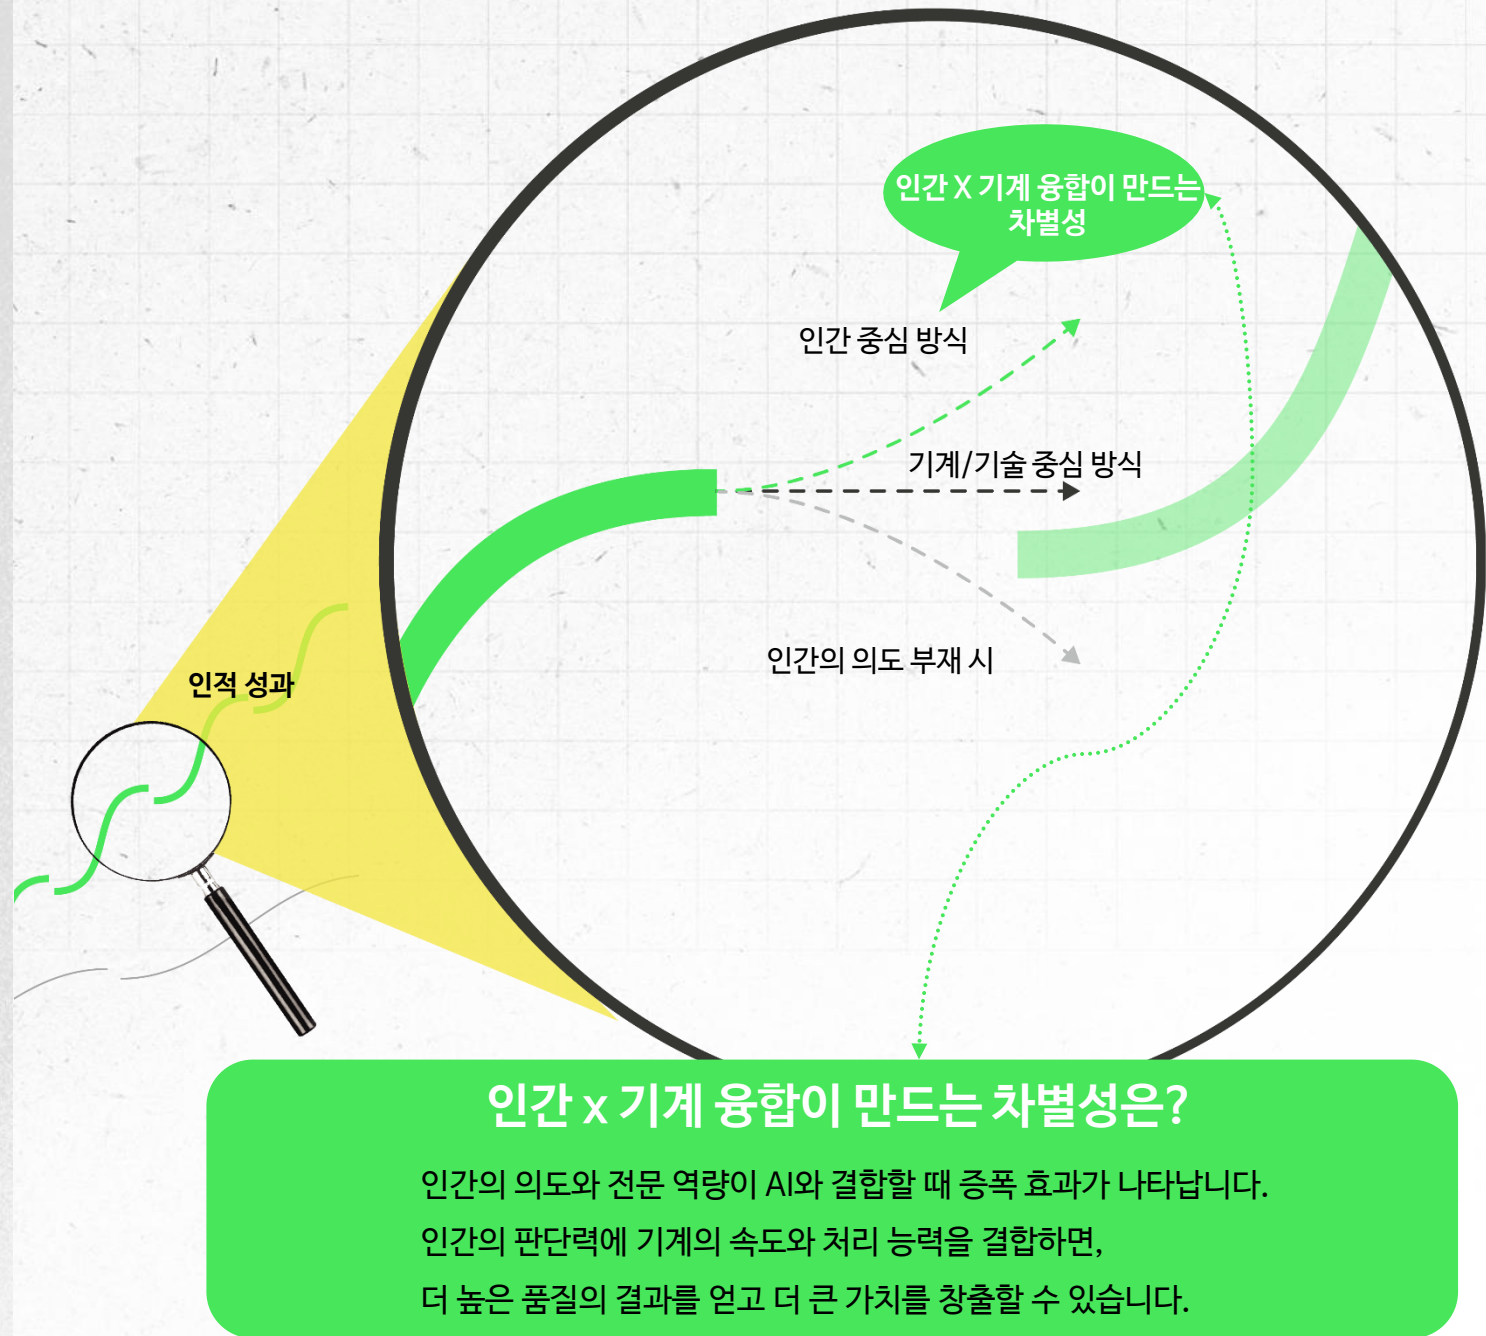 인간 X 기계 융합이 만드는
차별성
인간 중심 방식
기계/기술 중심 방식
인간의 의도 부재 시
인적 성과
인간 x 기계 융합이 만드는 차별성은?
인간의 의도와 전문 역량이 AI와 결합할 때 증폭 효과가 나타납니다.
인간의 판단력에 기계의 속도와 처리 능력을 결합하면,
더 높은 품질의 결과를 얻고 더 큰 가치를 창출할 수 있습니다.